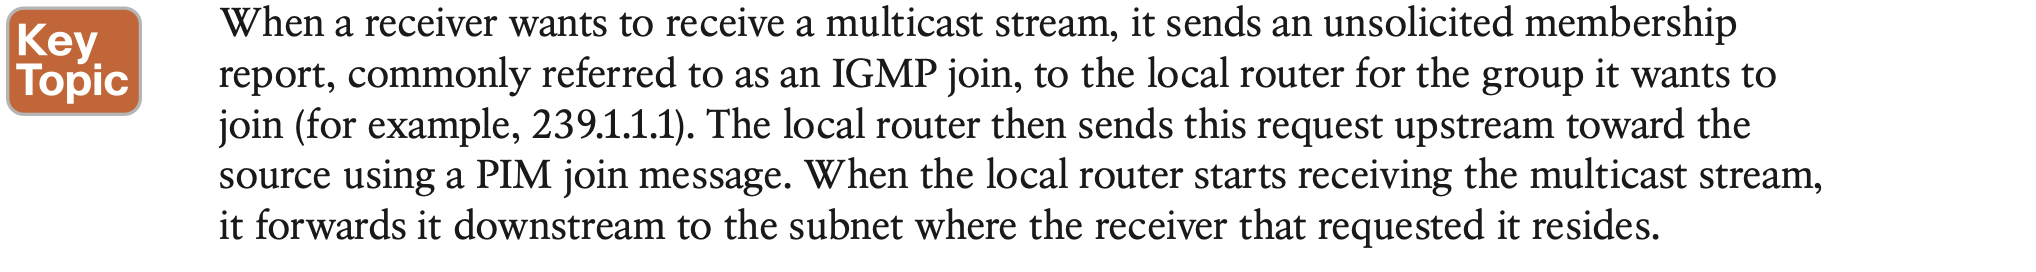 Key
Topic
When a receiver wants to receive a multicast stream, it sends an unsolicited membership
report, commonly referred to as an IGMP join, to the local router for the group it wants to
join (for example, 239.1.1.1). The local router then sends this request upstream toward the
source using a PIM join message. When the local router starts receiving the multicast stream,
it forwards it downstream to the subnet where the receiver that requested it resides.